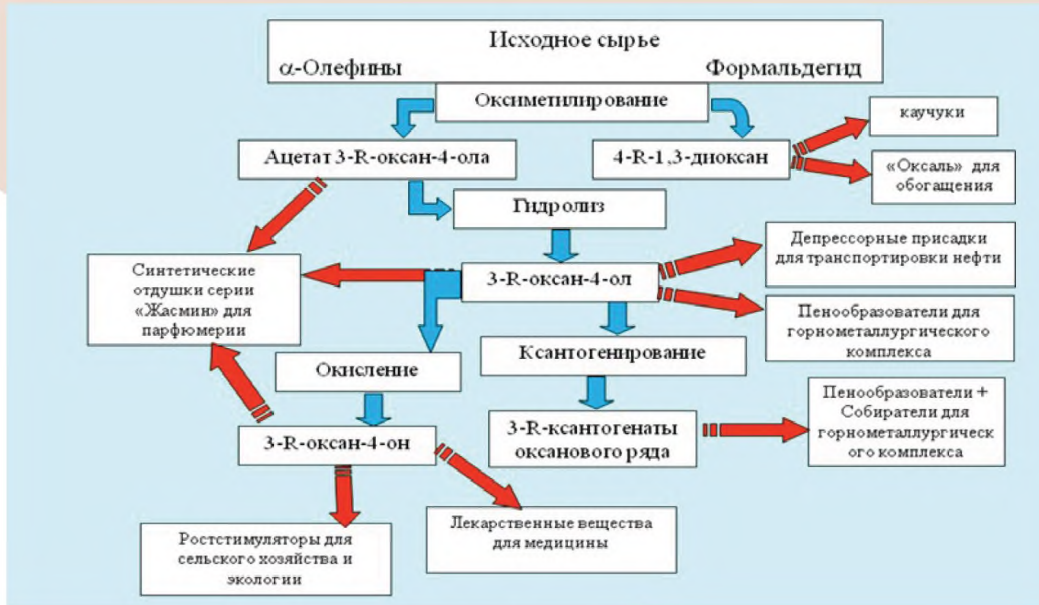 Исходное сырье
α-Олефины Формальдегид
Оксиметилирование
каучуки
Ацетат 3-R-оксан-4-ола
4-R-1,3-диоксан
«Оксаль» для
обогащения
Гидролиз
Депрессорные присадки
для транспортировки нефти
Синтетические
отдушки серии
«Жасмин» для
парфюмерии
3-R-оксан-4-ол
Пенообразователи для
горнометаллургического
комплекса
Ксантогенирование
Окисление
Пенообразователи +
Собиратели для
горнометаллургическ
ого комплекса
3-R-ксантогенаты
оксанового ряда
3-R-оксан-4-он
Лекарственные вещества
для медицины
Ростстимуляторы для
сельского хозяйства и
экологии